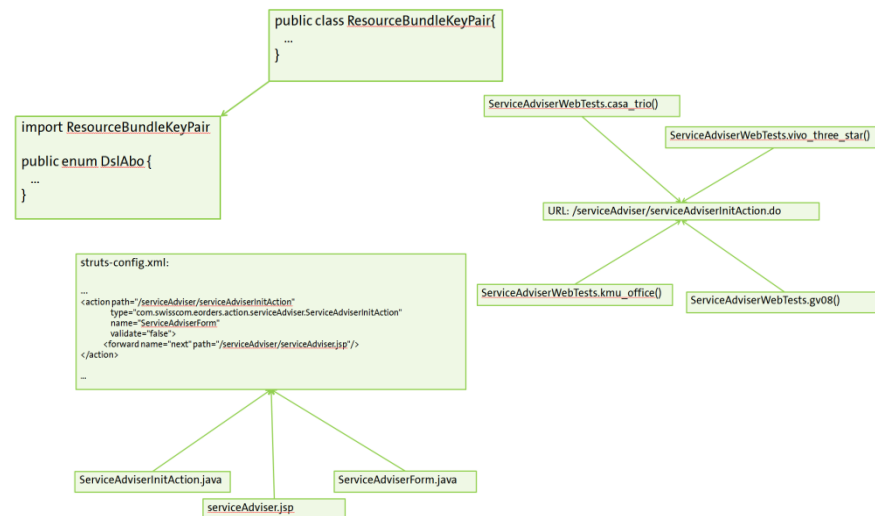 public class ResourceBundleKeyPair{
...
}
import ResourceBundleKeyPair
public enum DslAbo {
...
}
ServiceAdviserWebTests.casa_trio()
ServiceAdviserWebTests.vivo_three_star()
URL: /serviceAdviser/serviceAdviserInitAction.do
ServiceAdviserWebTests.kmu_office()
ServiceAdviserWebTests.gv08()
struts-config.xml:
...
<action path="/serviceAdviser/serviceAdviserInitAction"
type="com.swisscom.eorders.action.serviceAdviser.ServiceAdviserInitAction"
name="ServiceAdviserForm"
validate="false">
<forward name="next" path="/serviceAdviser/serviceAdviser.jsp"/>
</action>
...
ServiceAdviserInitAction.java
ServiceAdviserForm.java
serviceAdviser.jsp